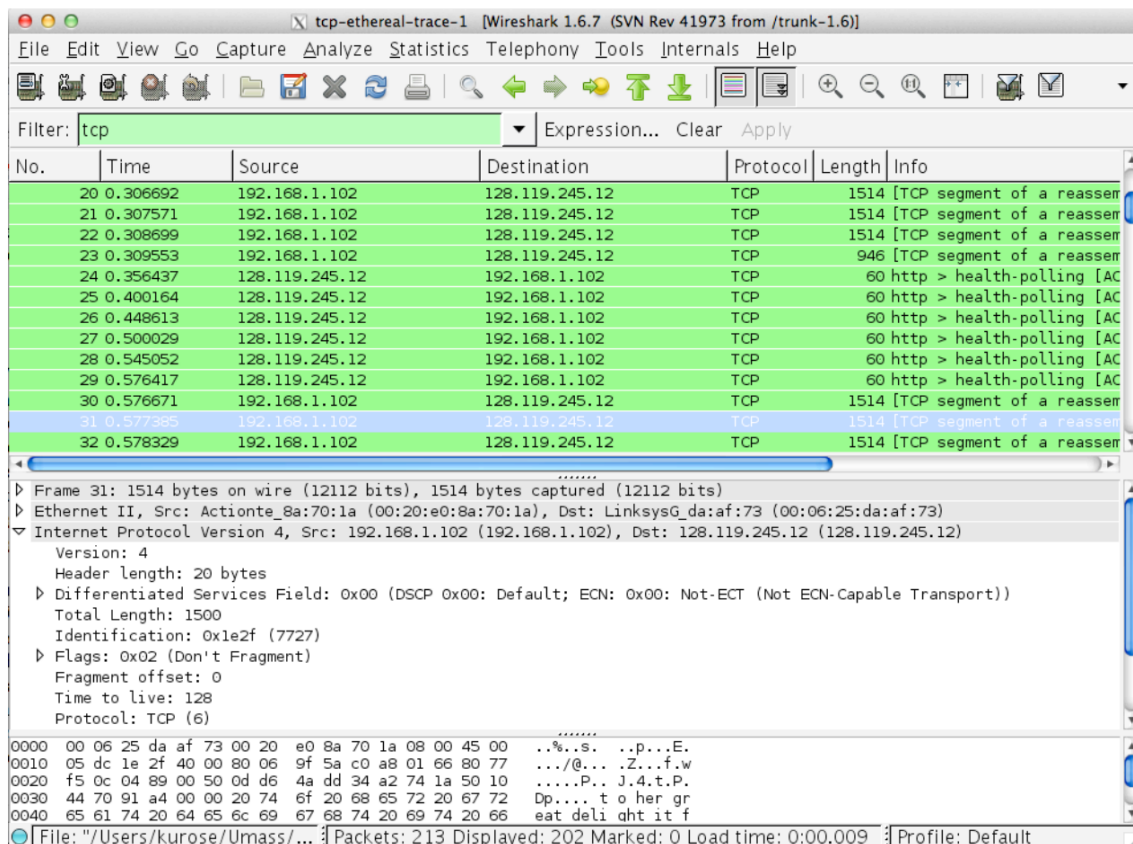 tcp-ethereal-trace-1 [Wireshark 1.6.7 (SVN Rev 41973 from /trunk-1.6)]
File Edit View Go Capture Analyze Statistics Telephony Tools Internals Help
Filter: tcp Expression... Clear Apply
No. Time Source Destination Protocol Length Info
20 0.306692 192.168.1.102 128.119.245.12 TCP 1514 [TCP segment of a reassem
21 0.307571 192.168.1.102 128.119.245.12 TCP 1514 [TCP segment of a reassem
22 0.308699 192.168.1.102 128.119.245.12 TCP 1514 [TCP segment of a reassem
23 0.309553 192.168.1.102 128.119.245.12 TCP 946 [TCP segment of a reassem
24 0.356437 128.119.245.12 192.168.1.102 TCP 60 http > health-polling [AC
25 0.400164 128.119.245.12 192.168.1.102 TCP 60 http > health-polling [AC
26 0.448613 128.119.245.12 192.168.1.102 TCP 60 http > health-polling [AC
27 0.500029 128.119.245.12 192.168.1.102 TCP 60 http > health-polling [AC
28 0.545052 128.119.245.12 192.168.1.102 TCP 60 http > health-polling [AC
29 0.576417 128.119.245.12 192.168.1.102 TCP 60 http > health-polling [AC
30 0.576671 192.168.1.102 128.119.245.12 TCP 1514 [TCP segment of a reassem
31 0.577385 192.168.1.102 128.119.245.12 TCP 1514 [TCP segment of a reassem
32 0.578329 192.168.1.102 128.119.245.12 TCP 1514 [TCP segment of a reassem
Frame 31: 1514 bytes on wire (12112 bits), 1514 bytes captured (12112 bits)
Ethernet II, Src: Actionte_8a:70:1a (00:20:e0:8a:70:1a), Dst: LinksysG_da:af:73 (00:06:25:da:af:73)
Internet Protocol Version 4, Src: 192.168.1.102 (192.168.1.102), Dst: 128.119.245.12 (128.119.245.12)
Version: 4
Header length: 20 bytes
Differentiated Services Field: 0x00 (DSCP 0x00: Default; ECN: 0x00: Not-ECT (Not ECN-Capable Transport))
Total Length: 1500
Identification: 0x1e2f (7727)
Flags: 0x02 (Don't Fragment)
Fragment offset: 0
Time to live: 128
Protocol: TCP (6)
0000 00 06 25 da af 73 00 20 e0 8a 70 1a 08 00 45 00 ..%..s. ..p...E.
0010 05 dc 1e 2f 40 00 80 06 9f 5a c0 a8 01 66 80 77 .../@... .Z...f.w
0020 f5 0c 04 89 00 50 0d d6 4a dd 34 a2 74 1a 50 10 .....P.. J.4.t.P.
0030 44 70 91 a4 00 00 20 74 6f 20 68 65 72 20 67 72 Dp.... t o her gr
0040 65 61 74 20 64 65 6c 69 67 68 74 20 69 74 20 66 eat deli ght it f
File: "/Users/kurose/Umass/... Packets: 213 Displayed: 202 Marked: 0 Load time: 0:00.009 Profile: Default